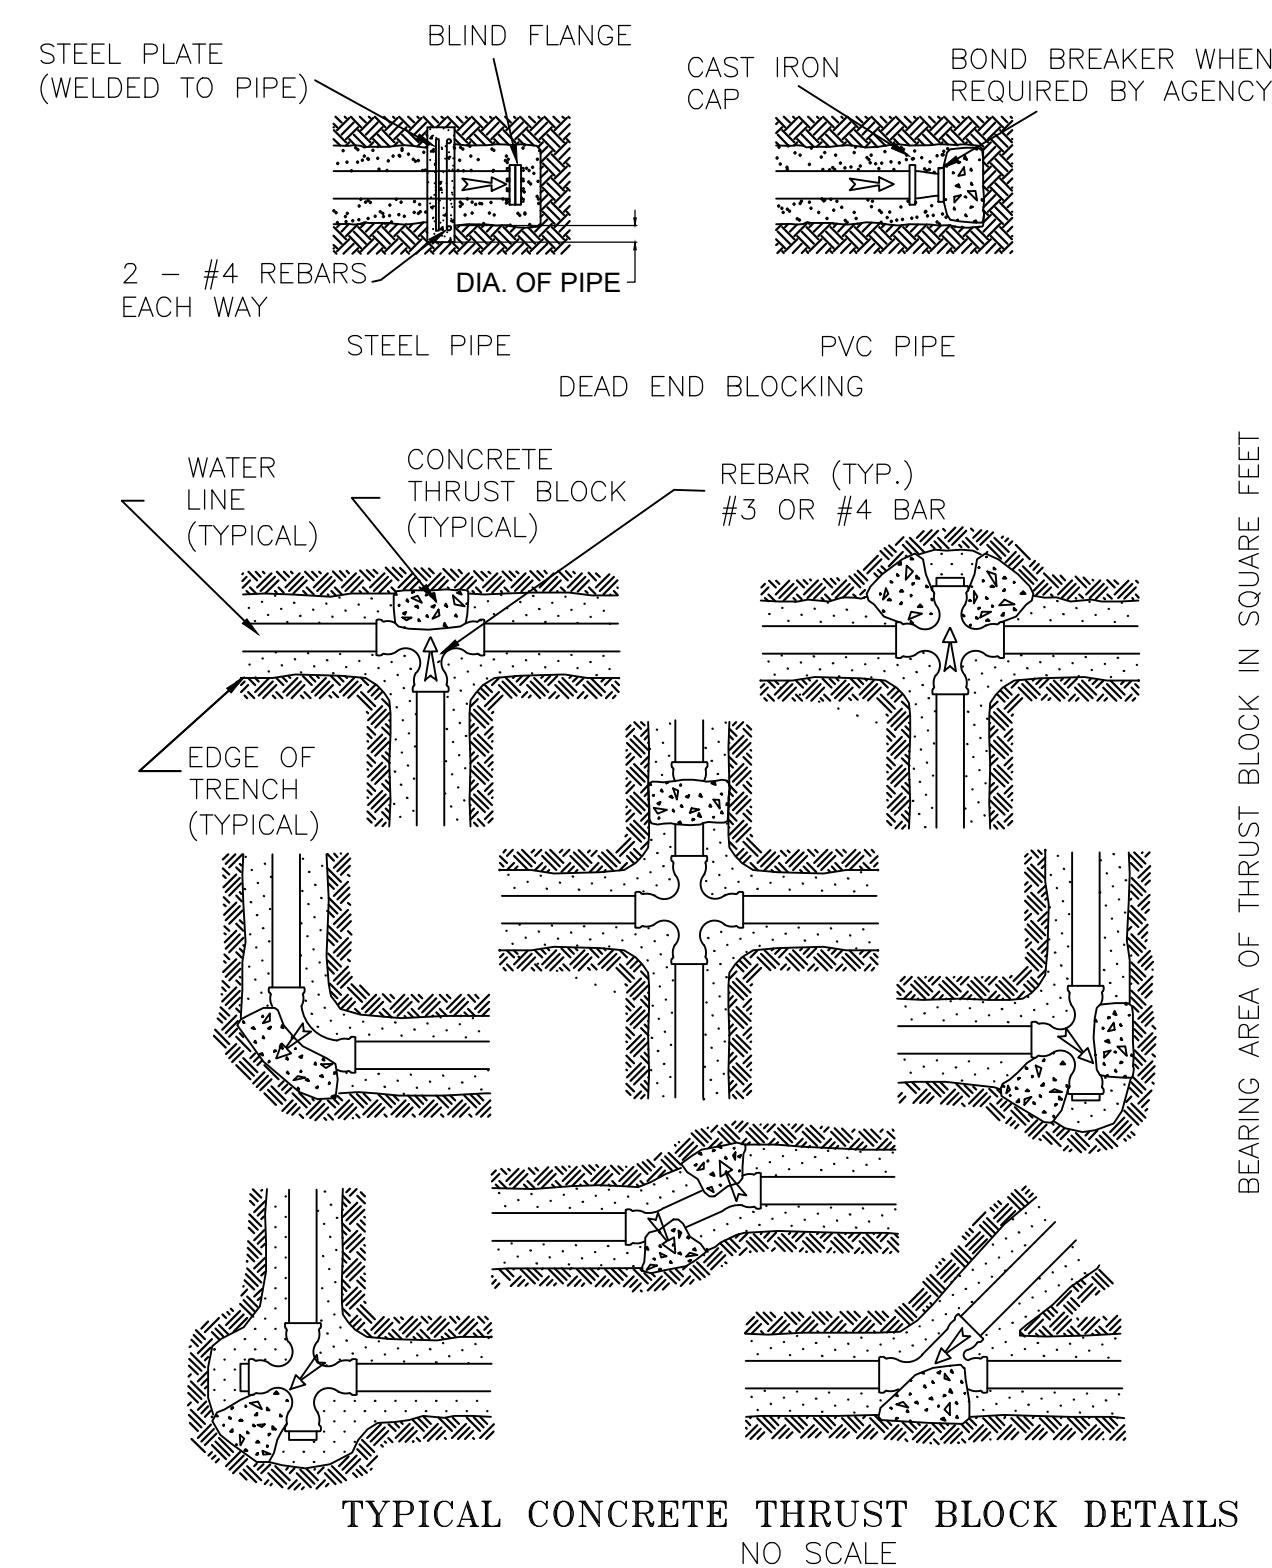 STEEL PLATE
(WELDED TO PIPE)
BLIND FLANGE
CAST IRON
CAP
BOND BREAKER WHEN
REQUIRED BY AGENCY
2 - #4 REBARS
EACH WAY
DIA. OF PIPE
STEEL PIPE
PVC PIPE
DEAD END BLOCKING
WATER
LINE
(TYPICAL)
CONCRETE
THRUST BLOCK
(TYPICAL)
REBAR (TYP.)
#3 OR #4 BAR
EDGE OF
TRENCH
(TYPICAL)
BEARING AREA OF THRUST BLOCK IN SQUARE FEET
TYPICAL CONCRETE THRUST BLOCK DETAILS
NO SCALE